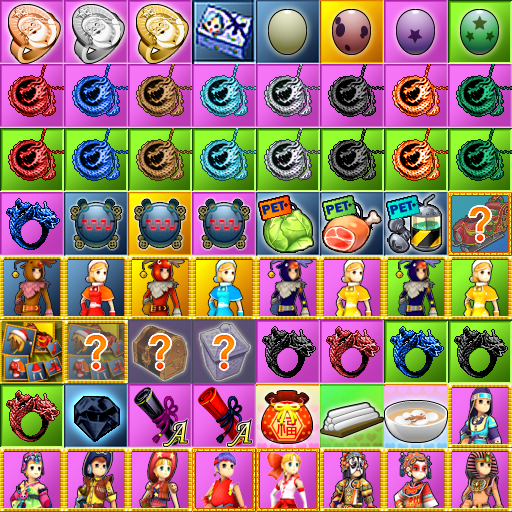 PET PET PET ?
? ? ?
A A 福